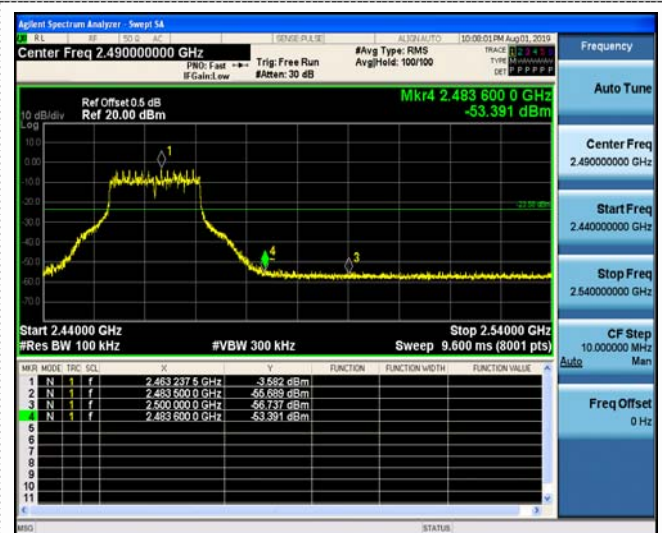 Agilent Spectrum Analyzer - Swept SA
RL RF 50 Ω AC SENSE:PULSE ALIGN AUTO 10:00:01 PM Aug 01, 2019
Center Freq 2.490000000 GHz
#Avg Type: RMS
TRACE 1 2 3 4 5 6
PNO: Fast Trig: Free Run Avg|Hold: 100/100
TYPE M
IFGain:Low #Atten: 30 dB
DET P P P P P P
Ref Offset 0.5 dB
Mkr4 2.483 600 0 GHz
10 dB/div Ref 20.00 dBm
-53.391 dBm
Log
10.0
0.00
-10.0
-20.0
-30.0
-40.0
-50.0
-60.0
-70.0
1
4
3
Start 2.44000 GHz
Stop 2.54000 GHz
#Res BW 100 kHz #VBW 300 kHz Sweep 9.600 ms (8001 pts)
MKR MODE TRC SCL X Y FUNCTION FUNCTION WIDTH FUNCTION VALUE
1 N 1 f 2.463 237 5 GHz -3.582 dBm
2 N 1 f 2.483 500 0 GHz -55.689 dBm
3 N 1 f 2.500 000 0 GHz -56.737 dBm
4 N 1 f 2.483 600 0 GHz -53.391 dBm
5
6
7
8
9
10
11
MSG STATUS
Frequency
Auto Tune
Center Freq
2.490000000 GHz
Start Freq
2.440000000 GHz
Stop Freq
2.540000000 GHz
CF Step
10.000000 MHz
Auto Man
Freq Offset
0 Hz